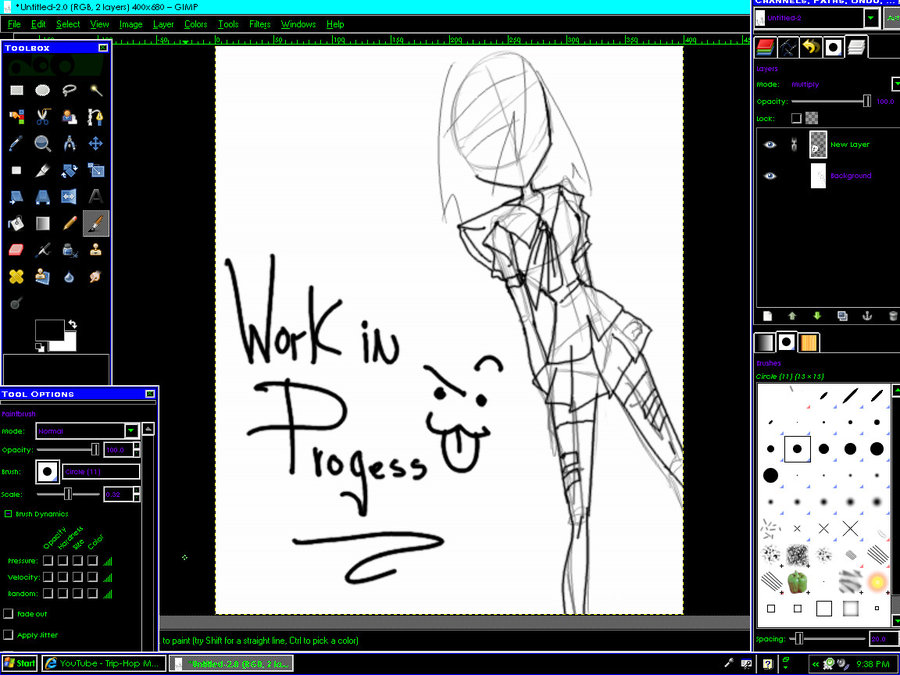 *Untitled-2.0 (RGB, 2 layers) 400x680 – GIMP
File Edit Select View Image Layer Colors Tools Filters Windows Help
Toolbox
Work in
Progess
Tool Options
Paintbrush
Mode: Normal
Opacity: 100.0
Brush: Circle (11)
Scale: 0.32
Brush Dynamics
Opacity Hardness Size Color
Pressure:
Velocity:
Random:
Fade out
Apply Jitter
Channels, Paths, Undo, ...
Untitled-2
Layers
Mode: Multiply
Opacity: 100.0
Lock:
New Layer
Background
Brushes
Circle (11) (13 × 13)
Spacing: 20.0
to paint (try Shift for a straight line, Ctrl to pick a color)
Start
YouTube - Trip-Hop M...
*Untitled-2.0 (RGB, 2 la...
9:38 PM